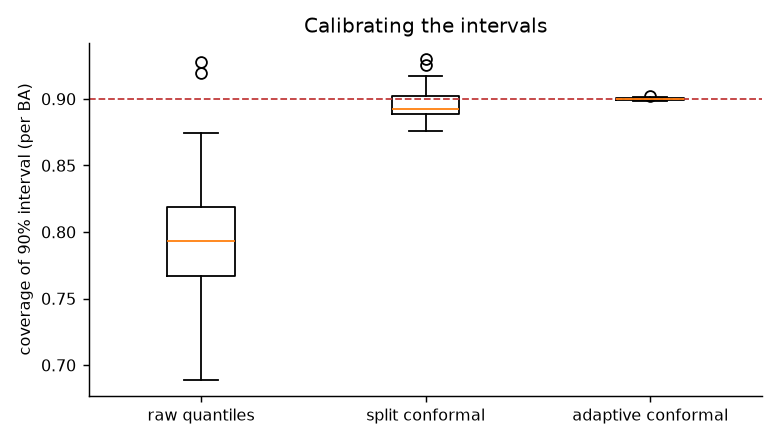 Calibrating the intervals
coverage of 90% interval (per BA)
0.90
0.85
0.80
0.75
0.70
raw quantiles
split conformal
adaptive conformal